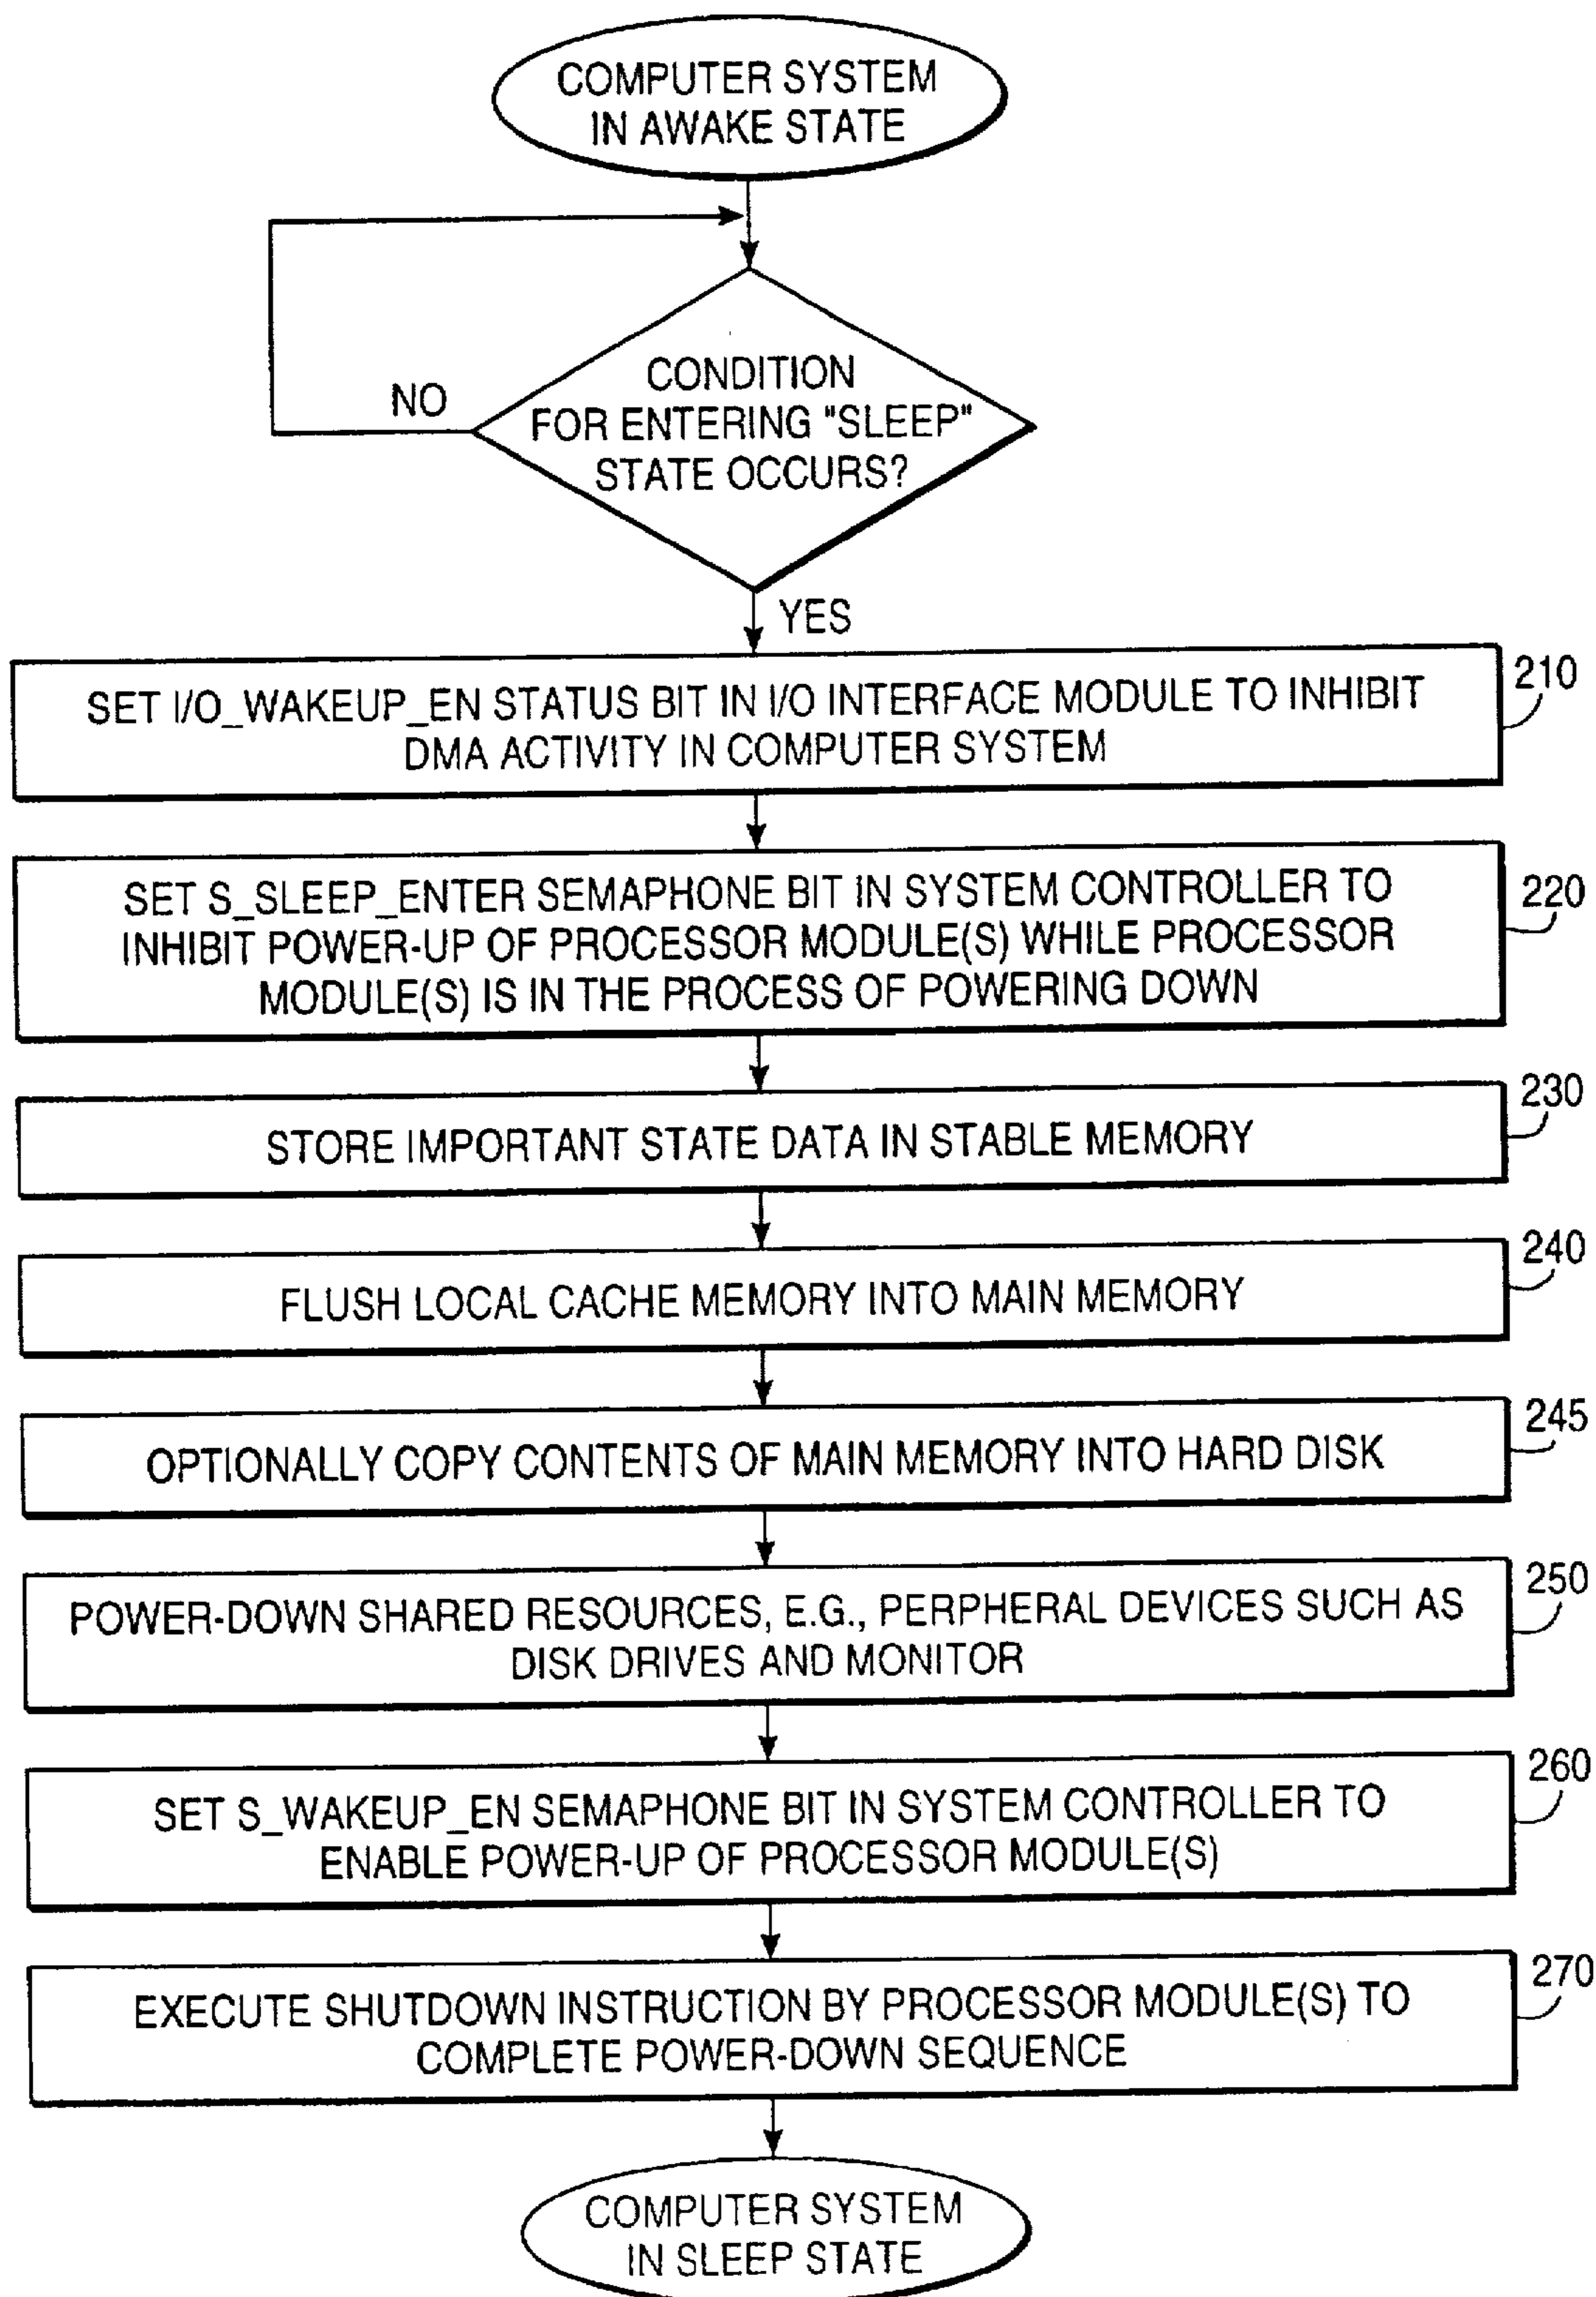 COMPUTER SYSTEM
IN AWAKE STATE
CONDITION
FOR ENTERING "SLEEP"
STATE OCCURS?
NO
YES
210
SET I/O_WAKEUP_EN STATUS BIT IN I/O INTERFACE MODULE TO INHIBIT
DMA ACTIVITY IN COMPUTER SYSTEM
220
SET S_SLEEP_ENTER SEMAPHONE BIT IN SYSTEM CONTROLLER TO
INHIBIT POWER-UP OF PROCESSOR MODULE(S) WHILE PROCESSOR
MODULE(S) IS IN THE PROCESS OF POWERING DOWN
230
STORE IMPORTANT STATE DATA IN STABLE MEMORY
240
FLUSH LOCAL CACHE MEMORY INTO MAIN MEMORY
245
OPTIONALLY COPY CONTENTS OF MAIN MEMORY INTO HARD DISK
250
POWER-DOWN SHARED RESOURCES, E.G., PERPHERAL DEVICES SUCH AS
DISK DRIVES AND MONITOR
260
SET S_WAKEUP_EN SEMAPHONE BIT IN SYSTEM CONTROLLER TO
ENABLE POWER-UP OF PROCESSOR MODULE(S)
270
EXECUTE SHUTDOWN INSTRUCTION BY PROCESSOR MODULE(S) TO
COMPLETE POWER-DOWN SEQUENCE
COMPUTER SYSTEM
IN SLEEP STATE